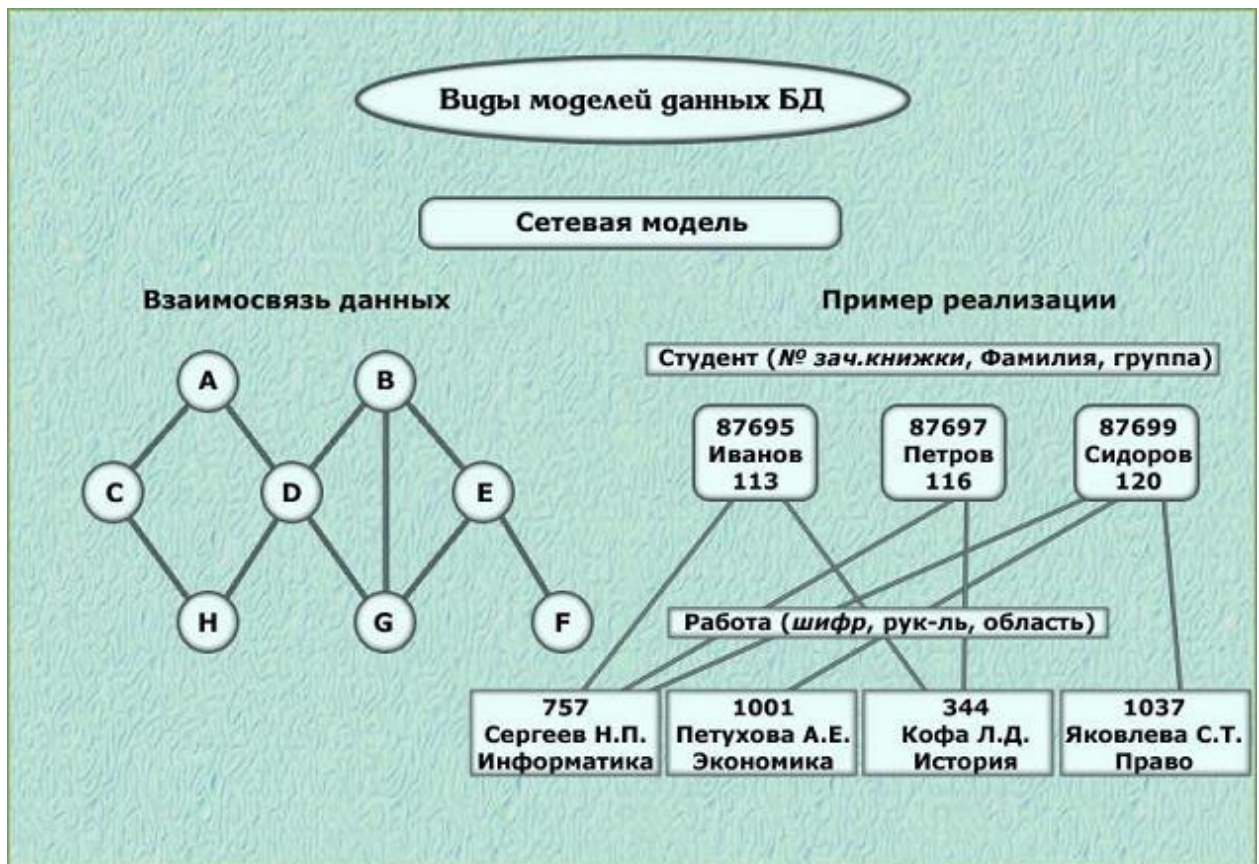 Виды моделей данных БД
Сетевая модель
Взаимосвязь данных
A
B
C
D
E
H
G
F
Пример реализации
Студент (№ зач.книжки, Фамилия, группа)
87695
Иванов
113
87697
Петров
116
87699
Сидоров
120
Работа (шифр, рук-ль, область)
757
Сергеев Н.П.
Информатика
1001
Петухова А.Е.
Экономика
344
Кофа Л.Д.
История
1037
Яковлева С.Т.
Право